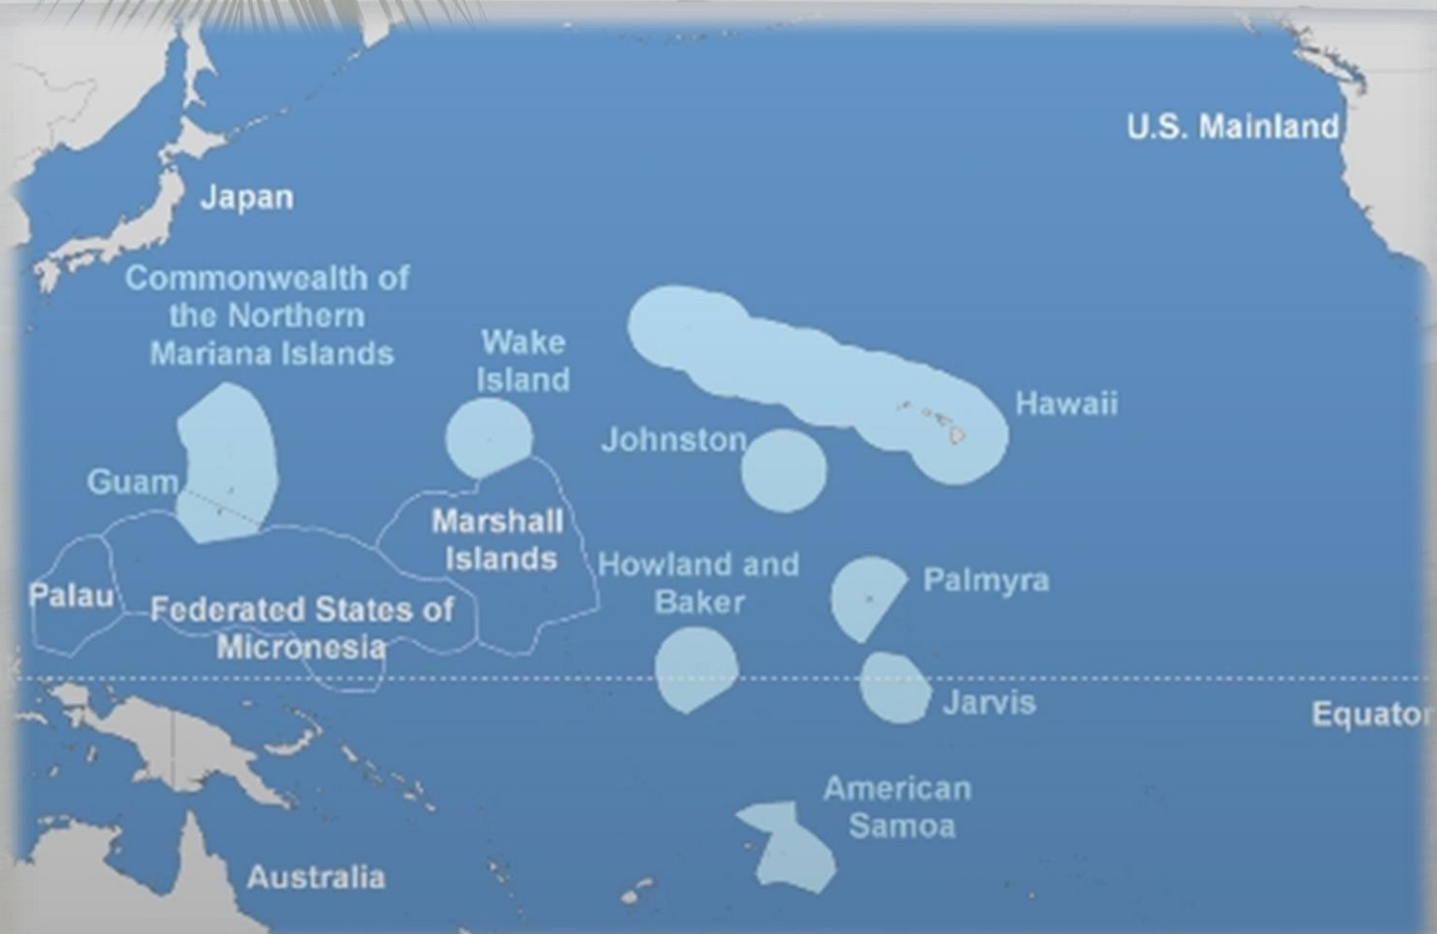 U.S. Mainland
Japan
Commonwealth of
the Northern
Mariana Islands
Wake
Island
Hawaii
Johnston
Guam
Marshall
Islands
Howland and
Baker
Palmyra
Palau
Federated States of
Micronesia
Jarvis
Equator
American
Samoa
Australia